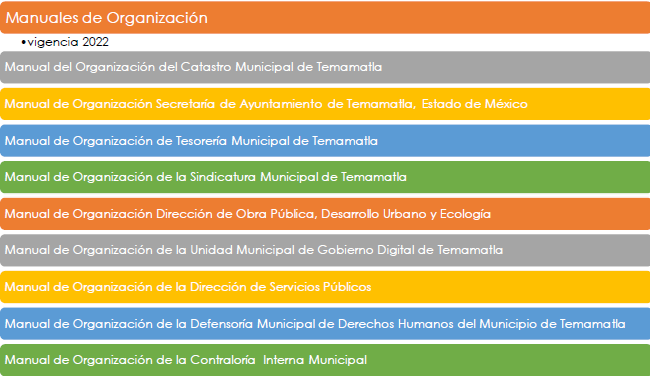 Manuales de Organización
•vigencia 2022
Manual del Organización del Catastro Municipal de Temamatla
Manual de Organización Secretaría de Ayuntamiento de Temamatla, Estado de México
Manual de Organización de Tesorería Municipal de Temamatla
Manual de Organización de la Sindicatura Municipal de Temamatla
Manual de Organización Dirección de Obra Pública, Desarrollo Urbano y Ecología
Manual de Organización de la Unidad Municipal de Gobierno Digital de Temamatla
Manual de Organización de la Dirección de Servicios Públicos
Manual de Organización de la Defensoría Municipal de Derechos Humanos del Municipio de Temamatla
Manual de Organización de la Contraloría  Interna Municipal